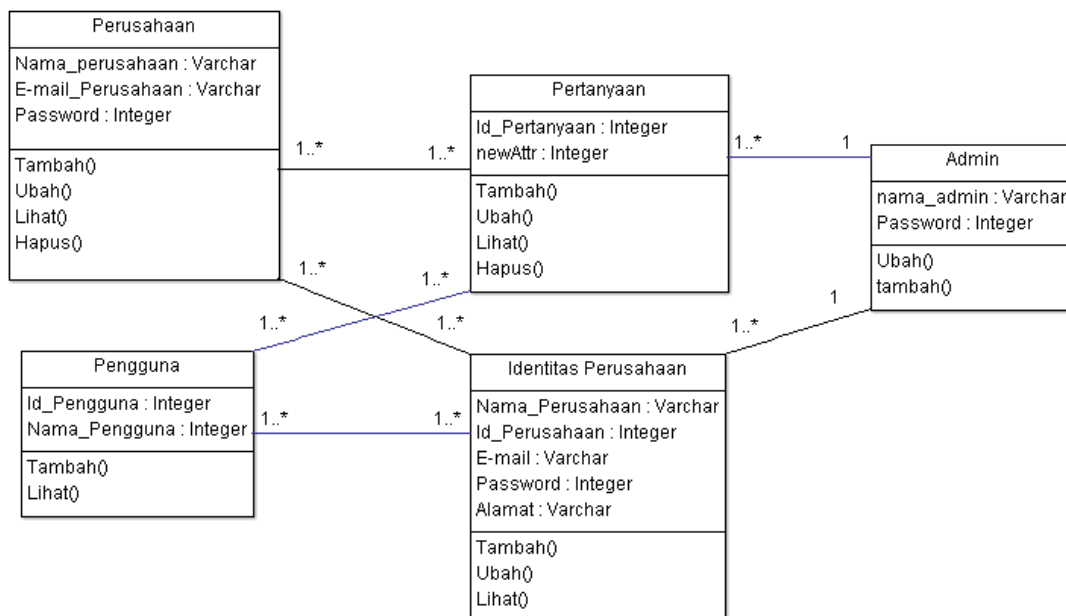 Perusahaan
Nama_perusahaan : Varchar
E-mail_Perusahaan : Varchar
Password : Integer
Tambah()
Ubah()
Lihat()
Hapus()
1..*
1..*
Pertanyaan
Id_Pertanyaan : Integer
newAttr : Integer
Tambah()
Ubah()
Lihat()
Hapus()
1..*
1
Admin
nama_admin : Varchar
Password : Integer
Ubah()
tambah()
1..*
1..*
1..*
1..*
1..*
1
Pengguna
Id_Pengguna : Integer
Nama_Pengguna : Integer
Tambah()
Lihat()
1..*
1..*
Identitas Perusahaan
Nama_Perusahaan : Varchar
Id_Perusahaan : Integer
E-mail : Varchar
Password : Integer
Alamat : Varchar
Tambah()
Ubah()
Lihat()